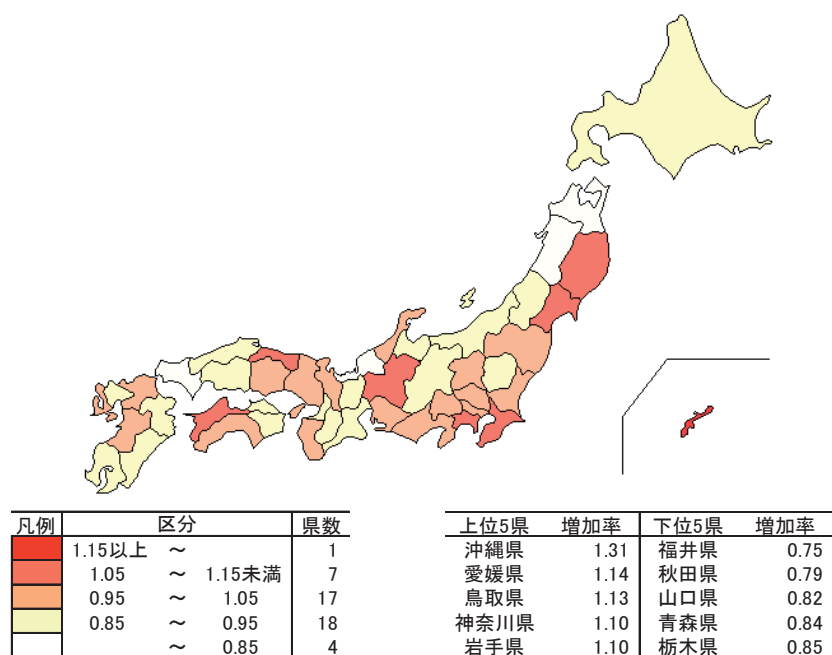 凡例 区分 県数
1.15以上 ～ 1
1.05 ～ 1.15未満 7
0.95 ～ 1.05 17
0.85 ～ 0.95 18
～ 0.85 4
上位5県 増加率 下位5県 増加率
沖縄県 1.31 福井県 0.75
愛媛県 1.14 秋田県 0.79
鳥取県 1.13 山口県 0.82
神奈川県 1.10 青森県 0.84
岩手県 1.10 栃木県 0.85